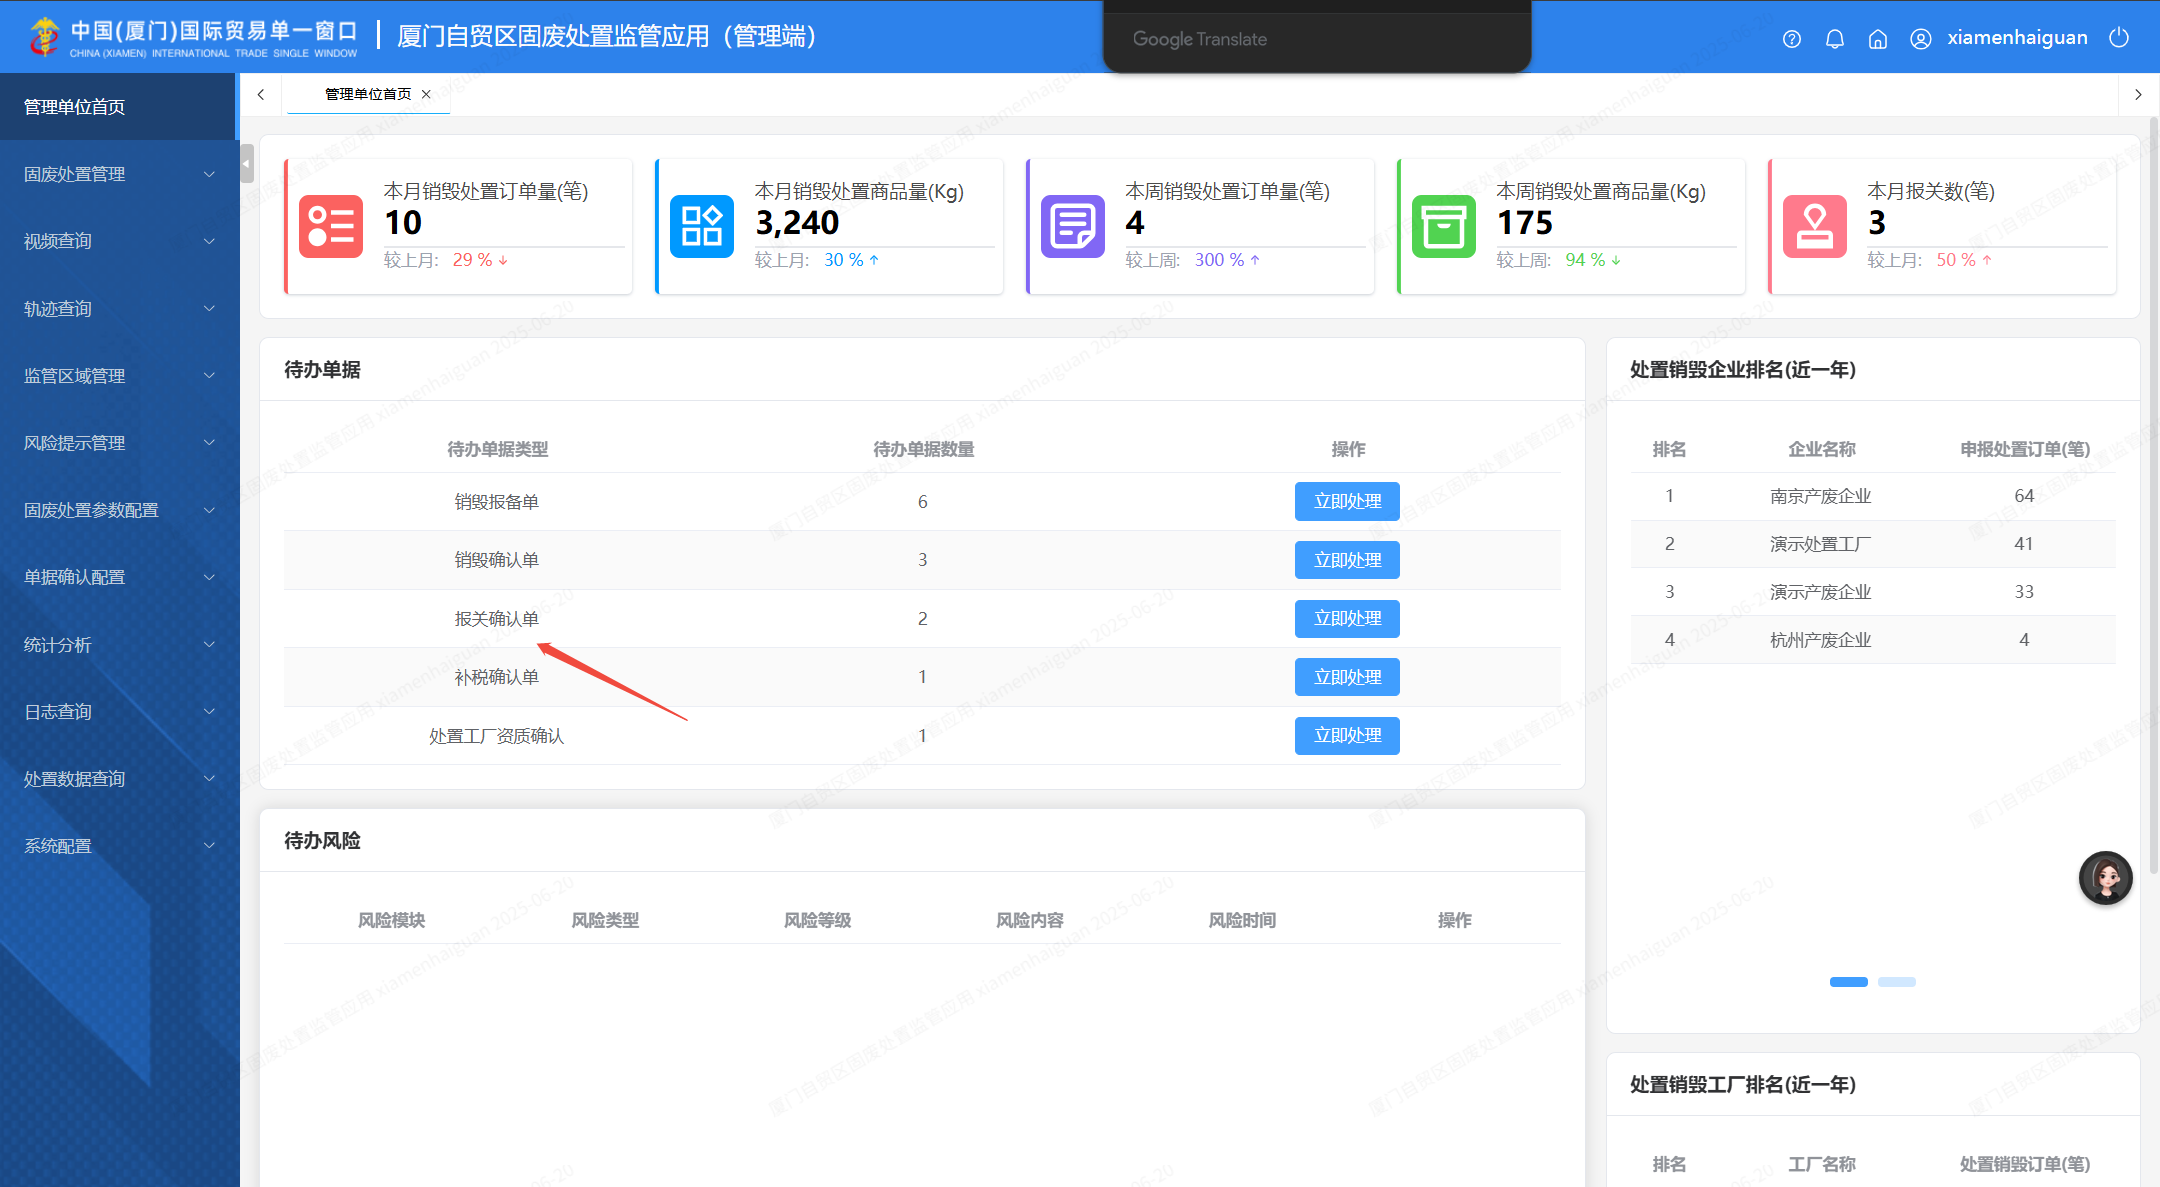 中国(厦门)国际贸易单一窗口
CHINA (XIAMEN) INTERNATIONAL TRADE SINGLE WINDOW
厦门自贸区固废处置监管应用（管理端）
Google Translate
xiamenhaiguan
管理单位首页
固废处置管理
视频查询
轨迹查询
监管区域管理
风险提示管理
固废处置参数配置
单据确认配置
统计分析
日志查询
处置数据查询
系统配置
管理单位首页
本月销毁处置订单量(笔)
10
较上月: 29 % ↓
本月销毁处置商品量(Kg)
3,240
较上月: 30 % ↑
本周销毁处置订单量(笔)
4
较上周: 300 % ↑
本周销毁处置商品量(Kg)
175
较上周: 94 % ↓
本月报关数(笔)
3
较上月: 50 % ↑
待办单据
待办单据类型 待办单据数量 操作
销毁报备单 6 立即处理
销毁确认单 3 立即处理
报关确认单 2 立即处理
补税确认单 1 立即处理
处置工厂资质确认 1 立即处理
待办风险
风险模块 风险类型 风险等级 风险内容 风险时间 操作
处置销毁企业排名(近一年)
排名 企业名称 申报处置订单(笔)
1 南京产废企业 64
2 演示处置工厂 41
3 演示产废企业 33
4 杭州产废企业 4
处置销毁工厂排名(近一年)
排名 工厂名称 处置销毁订单(笔)
厦门自贸区固废处置监管应用 xiamenhaiguan 2025-06-20